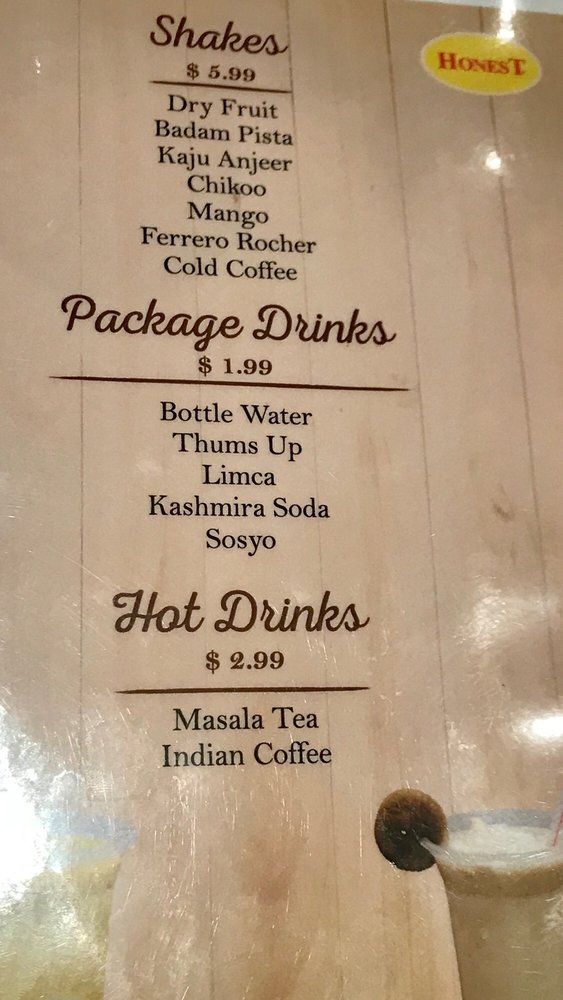 HONEST
Shakes
$ 5.99
Dry Fruit
Badam Pista
Kaju Anjeer
Chikoo
Mango
Ferrero Rocher
Cold Coffee
Package Drinks
$ 1.99
Bottle Water
Thums Up
Limca
Kashmira Soda
Sosyo
Hot Drinks
$ 2.99
Masala Tea
Indian Coffee